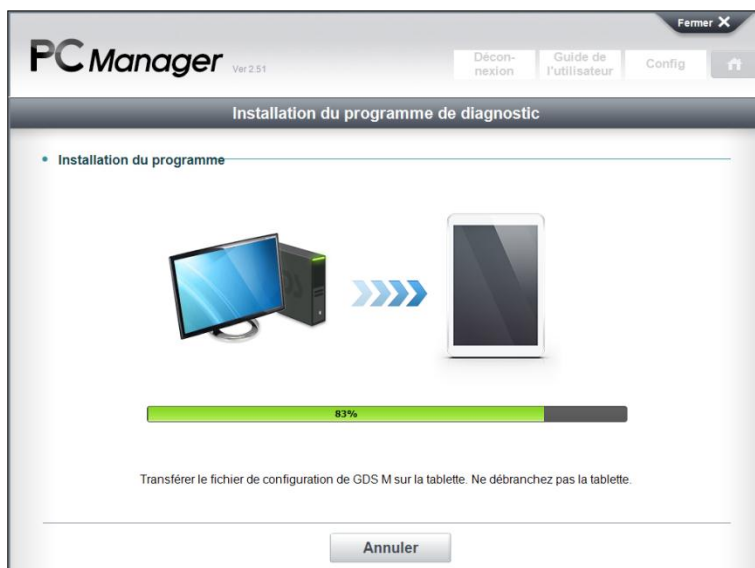 Fermer X
PC Manager Ver 2.51
Décon-
nexion
Guide de
l'utilisateur
Config
Installation du programme de diagnostic
• Installation du programme
83%
Transférer le fichier de configuration de GDS M sur la tablette. Ne débranchez pas la tablette.
Annuler